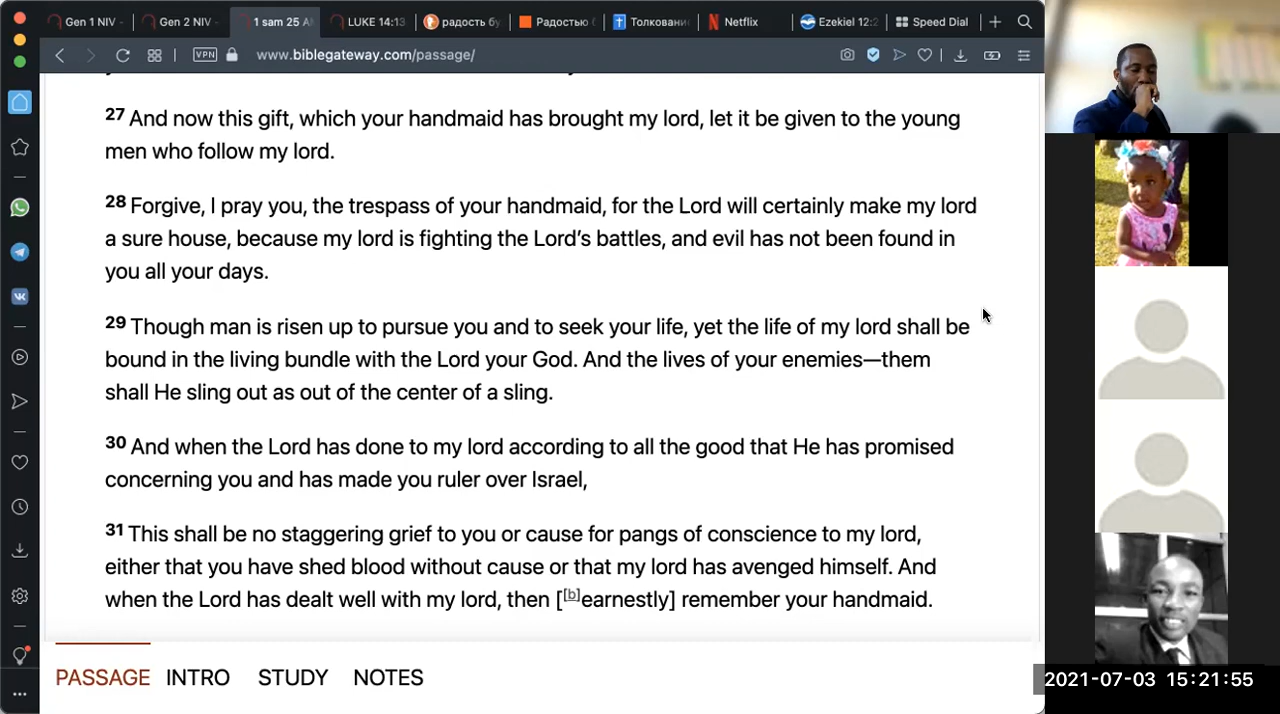 Gen 1 NIV -
Gen 2 NIV -
1 sam 25 A
LUKE 14:13
радость бу
Радостью
Толковани
Netflix
Ezekiel 12:2
Speed Dial
VPN
www.biblegateway.com/passage/
27 And now this gift, which your handmaid has brought my lord, let it be given to the young
men who follow my lord.
28 Forgive, I pray you, the trespass of your handmaid, for the Lord will certainly make my lord
a sure house, because my lord is fighting the Lord’s battles, and evil has not been found in
you all your days.
29 Though man is risen up to pursue you and to seek your life, yet the life of my lord shall be
bound in the living bundle with the Lord your God. And the lives of your enemies—them
shall He sling out as out of the center of a sling.
30 And when the Lord has done to my lord according to all the good that He has promised
concerning you and has made you ruler over Israel,
31 This shall be no staggering grief to you or cause for pangs of conscience to my lord,
either that you have shed blood without cause or that my lord has avenged himself. And
when the Lord has dealt well with my lord, then [[b]earnestly] remember your handmaid.
PASSAGE INTRO STUDY NOTES
2021-07-03 15:21:55